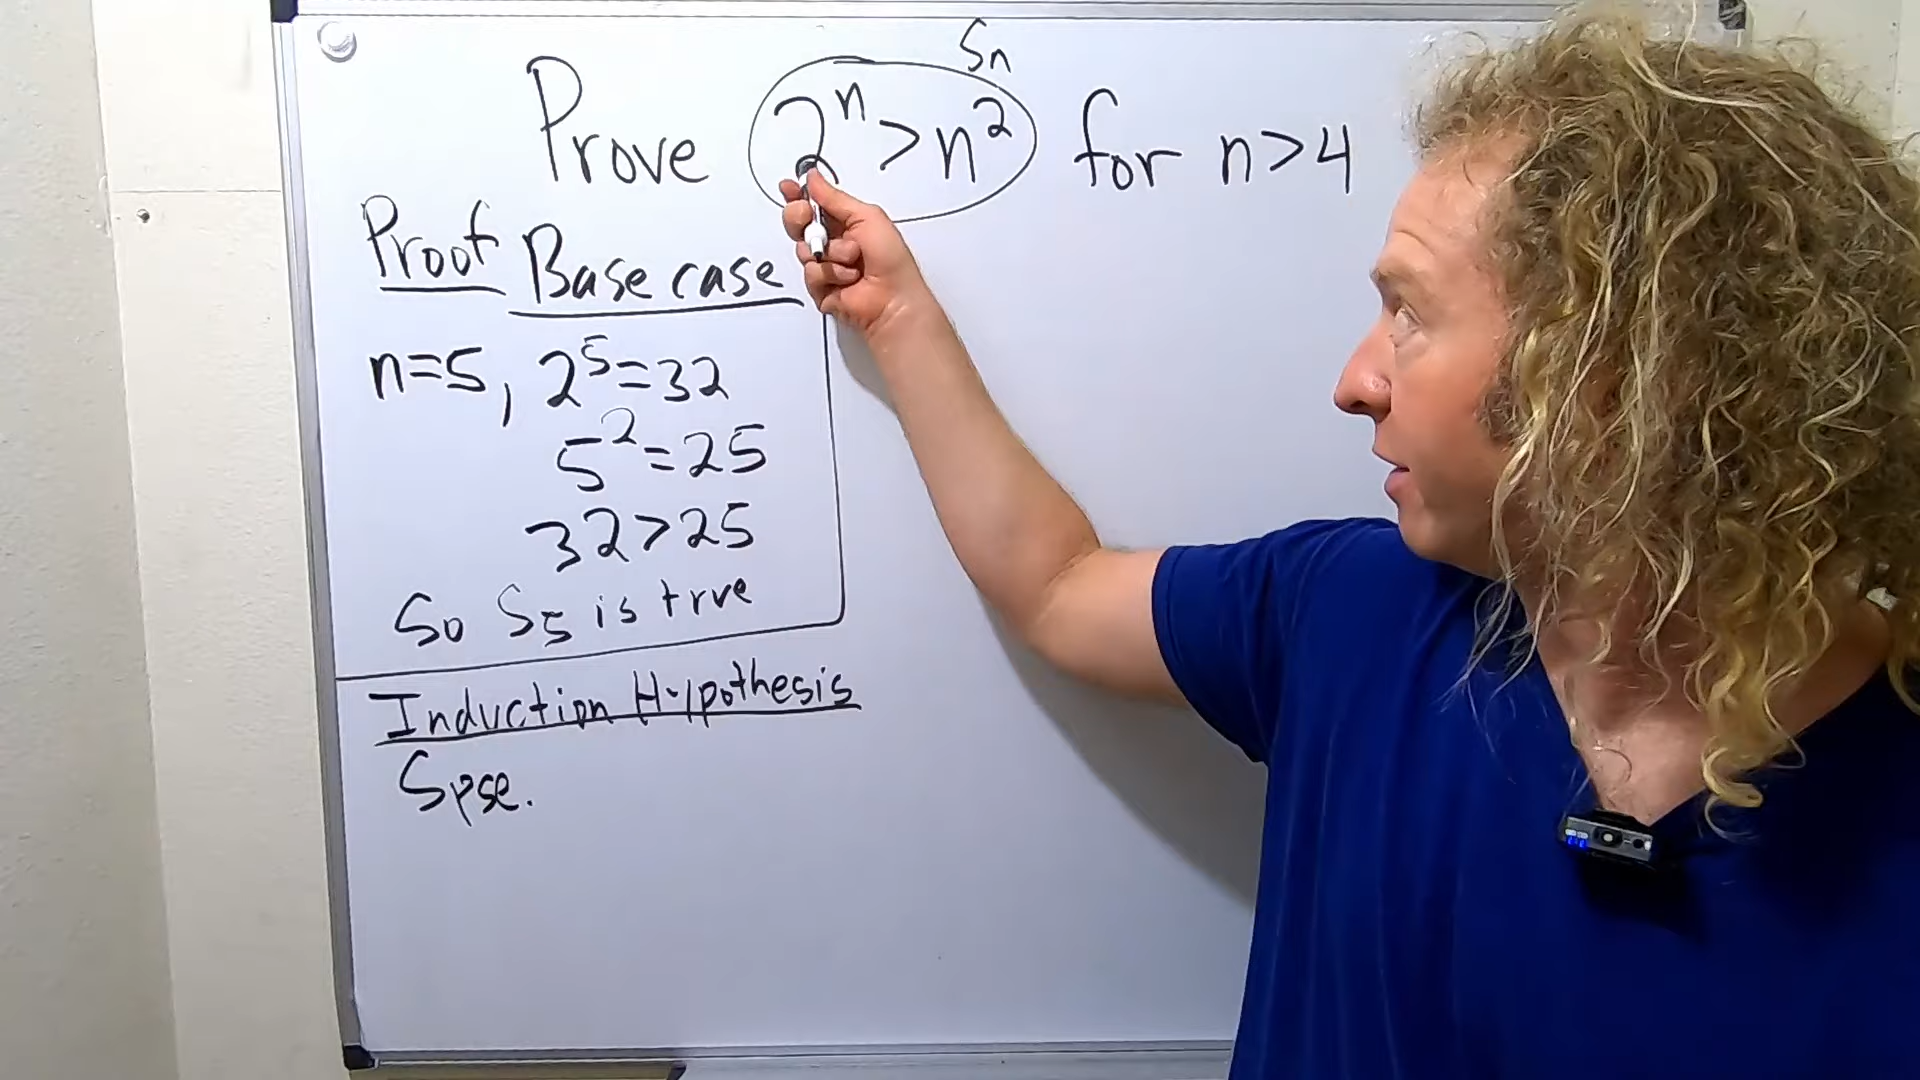 Sn
Prove 2ⁿ > n² for n>4
Proof Base case
n=5, 2⁵=32
5²=25
32>25
So S₅ is true
Induction Hypothesis
Spse.